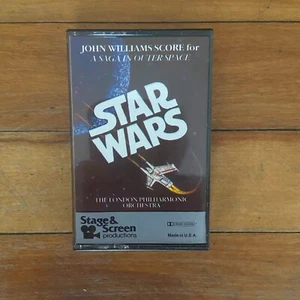 JOHN WILLIAMS SCORE for
A SAGA IN OUTER SPACE
STAR
WARS
THE LONDON PHILHARMONIC
ORCHESTRA
Stage &
Screen
productions
Made in U.S.A.